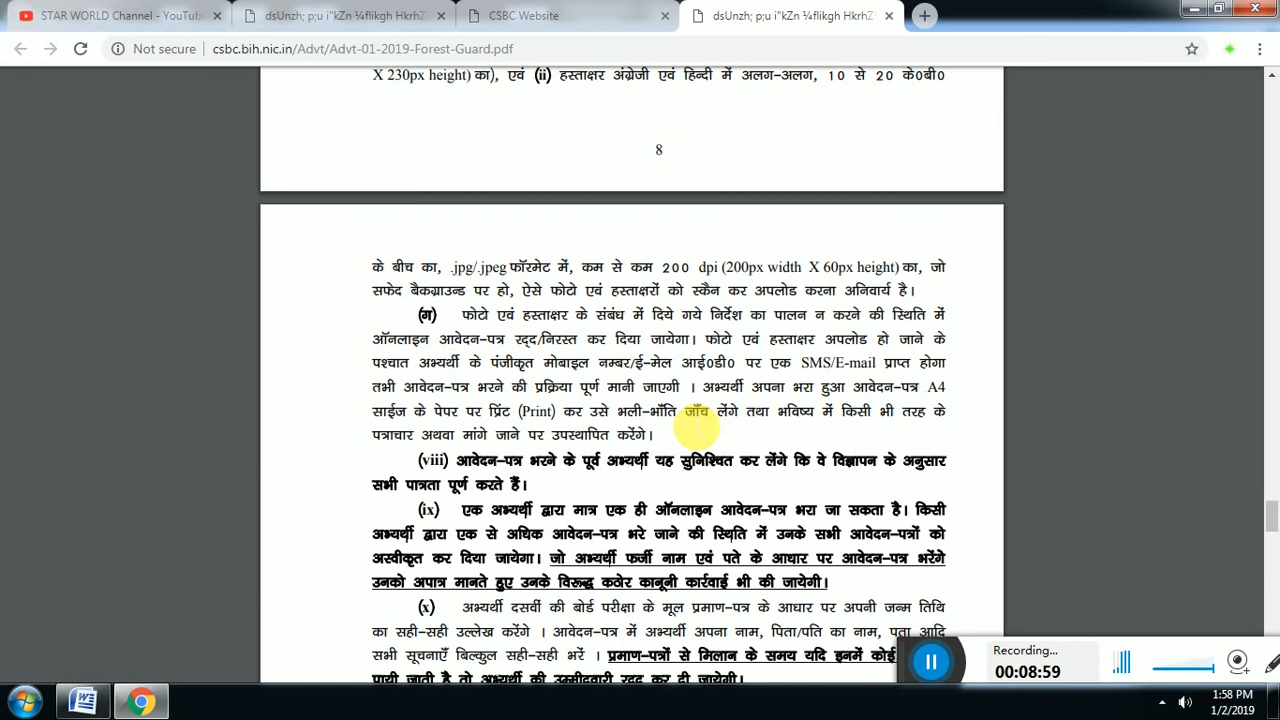 STAR WORLD Channel - YouTu
dsUnzh; p;u i"kZn ¼flikgh HkrhZ
CSBC Website
dsUnzh; p;u i"kZn ¼flikgh HkrhZ
Not secure | csbc.bih.nic.in/Advt/Advt-01-2019-Forest-Guard.pdf
X 230px height) का), एवं (ii) हस्ताक्षर अंग्रेजी एवं हिन्दी में अलग-अलग, 10 से 20 के0बी0
8
के बीच का, .jpg/.jpeg फॉरमेट में, कम से कम 200 dpi (200px width X 60px height) का, जो
सफेद बैकग्राउन्ड पर हो, ऐसे फोटो एवं हस्ताक्षरों को स्कैन कर अपलोड करना अनिवार्य है।
(ग) फोटो एवं हस्ताक्षर के संबंध में दिये गये निर्देश का पालन न करने की स्थिति में
ऑनलाइन आवेदन-पत्र रद्द/निरस्त कर दिया जायेगा। फोटो एवं हस्ताक्षर अपलोड हो जाने के
पश्चात अभ्यर्थी के पंजीकृत मोबाइल नम्बर/ई-मेल आई0डी0 पर एक SMS/E-mail प्राप्त होगा
तभी आवेदन-पत्र भरने की प्रक्रिया पूर्ण मानी जाएगी । अभ्यर्थी अपना भरा हुआ आवेदन-पत्र A4
साईज के पेपर पर प्रिंट (Print) कर उसे भली-भाँति जाँच लेंगे तथा भविष्य में किसी भी तरह के
पत्राचार अथवा मांगे जाने पर उपस्थापित करेंगे।
(viii) आवेदन-पत्र भरने के पूर्व अभ्यर्थी यह सुनिश्चित कर लेंगे कि वे विज्ञापन के अनुसार
सभी पात्रता पूर्ण करते हैं।
(ix) एक अभ्यर्थी द्वारा मात्र एक ही ऑनलाइन आवेदन-पत्र भरा जा सकता है। किसी
अभ्यर्थी द्वारा एक से अधिक आवेदन-पत्र भरे जाने की स्थिति में उनके सभी आवेदन-पत्रों को
अस्वीकृत कर दिया जायेगा। जो अभ्यर्थी फर्जी नाम एवं पते के आधार पर आवेदन-पत्र भरेंगे
उनको अपात्र मानते हुए उनके विरूद्ध कठोर कानूनी कार्रवाई भी की जायेगी।
(x) अभ्यर्थी दसवीं की बोर्ड परीक्षा के मूल प्रमाण-पत्र के आधार पर अपनी जन्म तिथि
का सही-सही उल्लेख करेंगे । आवेदन-पत्र में अभ्यर्थी अपना नाम, पिता/पति का नाम, पता आदि
सभी सूचनाएँ बिल्कुल सही-सही भरें । प्रमाण-पत्रों से मिलान के समय यदि इनमें कोई
पायी जाती है तो अभ्यर्थी की उम्मीदवारी रदद कर दी जायेगी।
Recording...
00:08:59
1:58 PM
1/2/2019